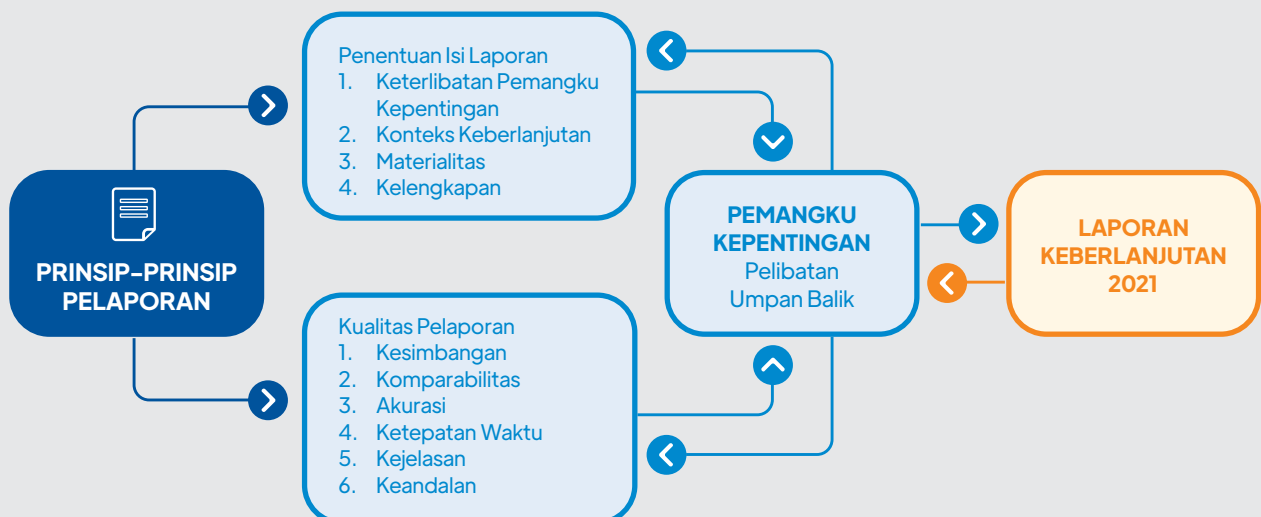 PRINSIP-PRINSIP
PELAPORAN
Penentuan Isi Laporan
1. Keterlibatan Pemangku
Kepentingan
2. Konteks Keberlanjutan
3. Materialitas
4. Kelengkapan
Kualitas Pelaporan
1. Kesimbangan
2. Komparabilitas
3. Akurasi
4. Ketepatan Waktu
5. Kejelasan
6. Keandalan
PEMANGKU
KEPENTINGAN
Pelibatan
Umpan Balik
LAPORAN
KEBERLANJUTAN
2021